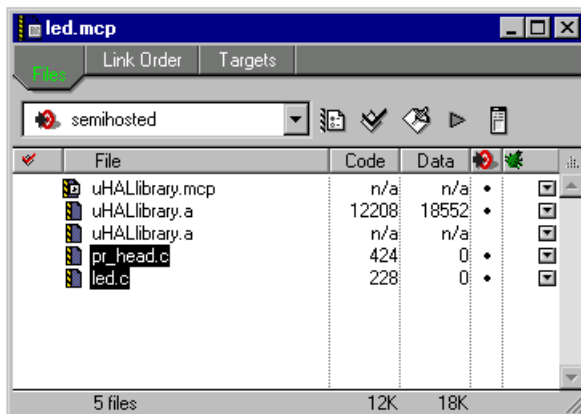 led.mcp
Files Link Order Targets
semihosted
File Code Data
uHALlibrary.mcp n/a n/a •
uHALlibrary.a 12208 18552 •
uHALlibrary.a n/a n/a
pr_head.c 424 0 •
led.c 228 0 •
5 files 12K 18K